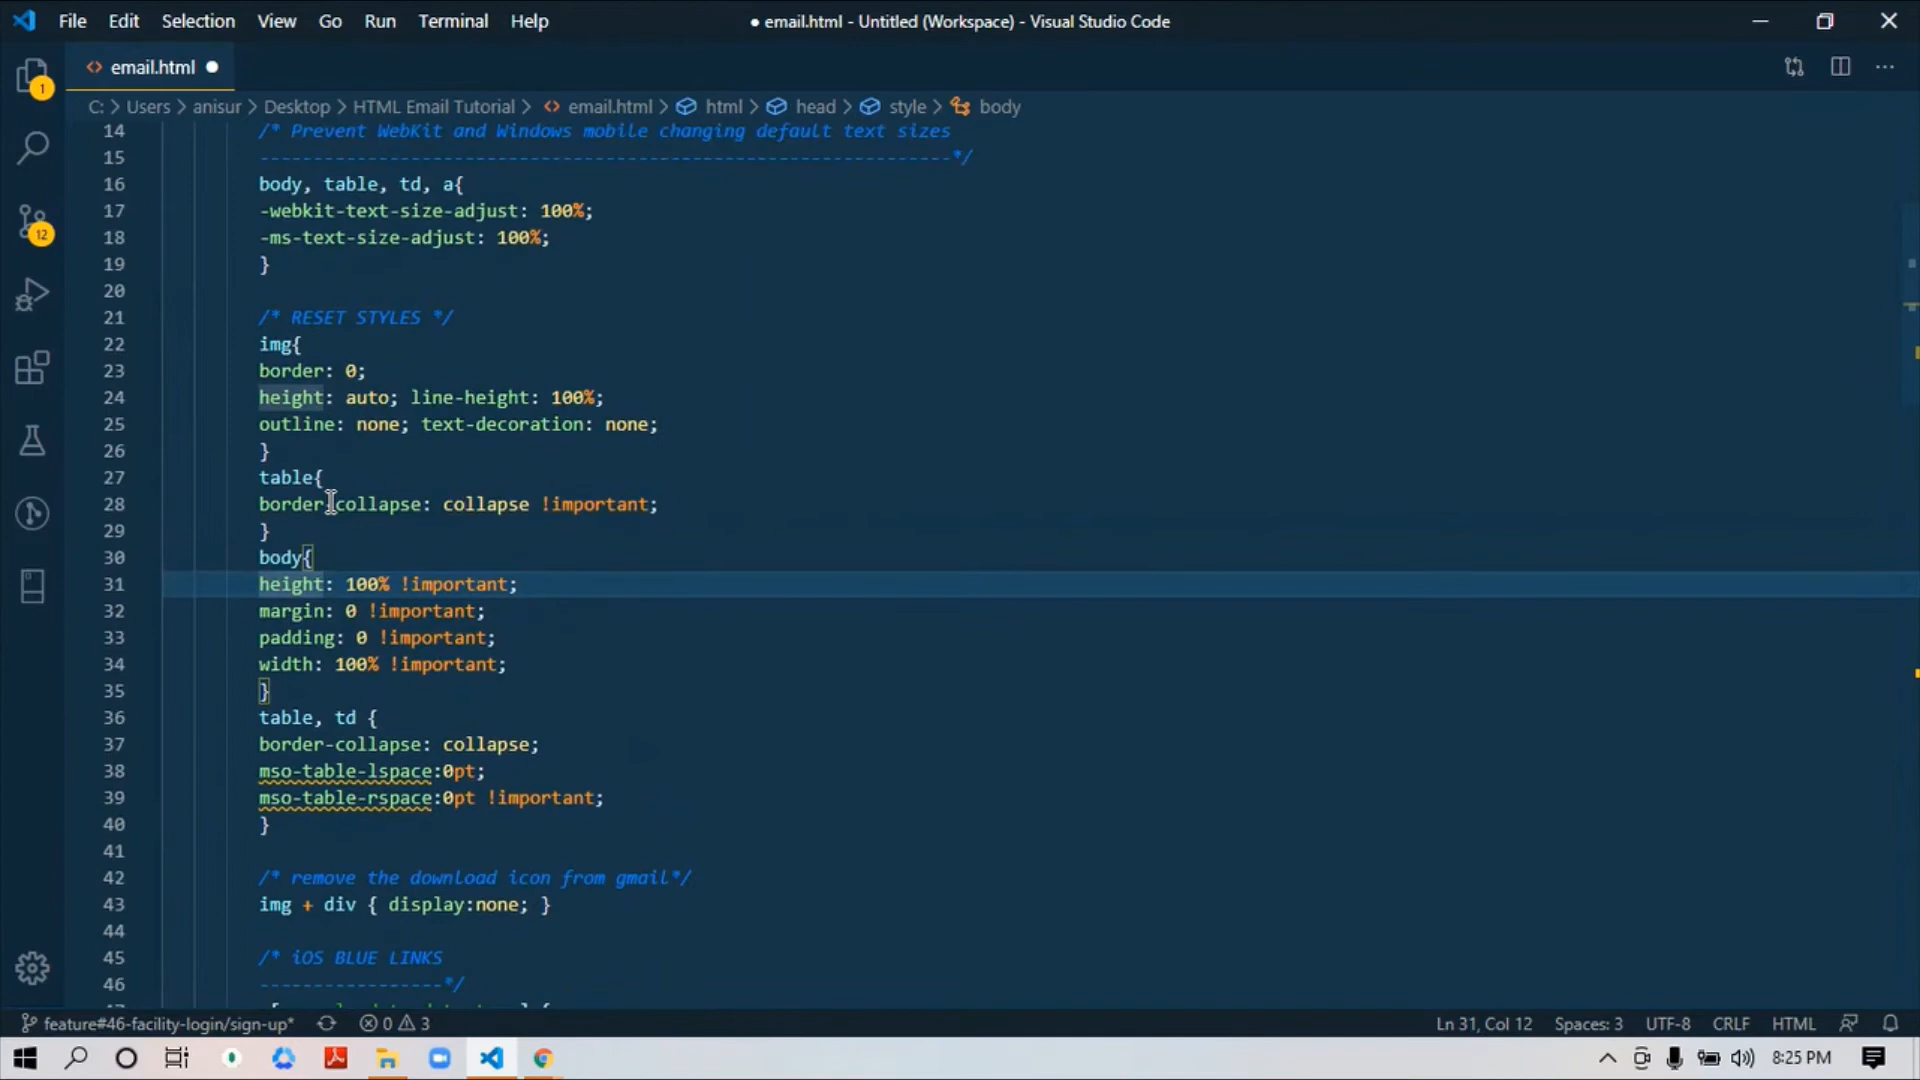 File Edit Selection View Go Run Terminal Help
● email.html - Untitled (Workspace) - Visual Studio Code
email.html
C: > Users > anisur > Desktop > HTML Email Tutorial > email.html > html > head > style > body
14 /* Prevent WebKit and Windows mobile changing default text sizes
15 ----------------------------------------------------------------*/
16 body, table, td, a{
17 -webkit-text-size-adjust: 100%;
18 -ms-text-size-adjust: 100%;
19 }
20
21 /* RESET STYLES */
22 img{
23 border: 0;
24 height: auto; line-height: 100%;
25 outline: none; text-decoration: none;
26 }
27 table{
28 border-collapse: collapse !important;
29 }
30 body{
31 height: 100% !important;
32 margin: 0 !important;
33 padding: 0 !important;
34 width: 100% !important;
35 }
36 table, td {
37 border-collapse: collapse;
38 mso-table-lspace:0pt;
39 mso-table-rspace:0pt !important;
40 }
41
42 /* remove the download icon from gmail*/
43 img + div { display:none; }
44
45 /* iOS BLUE LINKS
46 -----------------*/
1
12
feature#46-facility-login/sign-up* 0 3
Ln 31, Col 12 Spaces: 3 UTF-8 CRLF HTML
8:25 PM